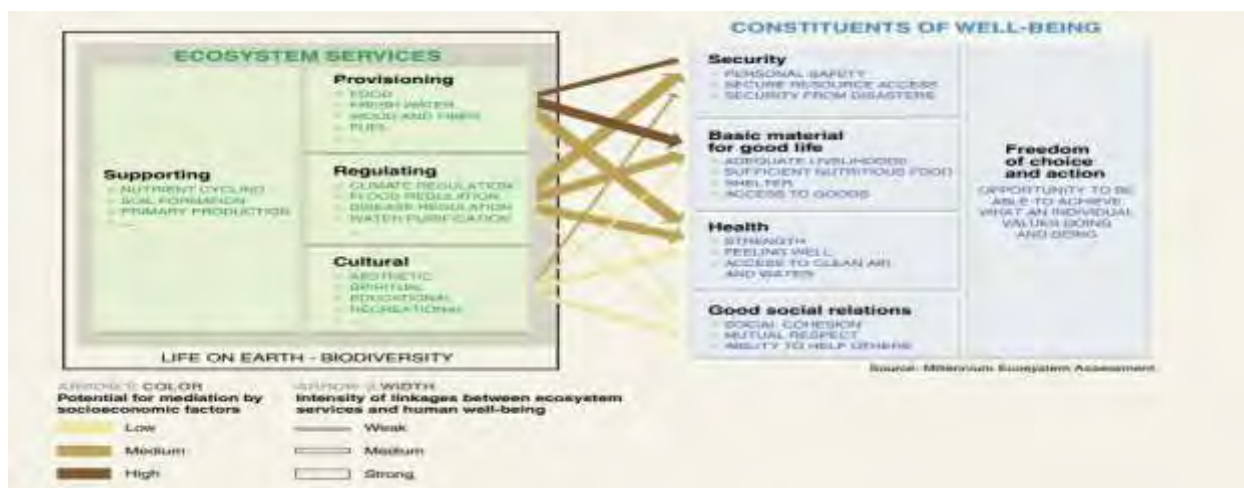 CONSTITUENTS OF WELL-BEING
ECOSYSTEM SERVICES
Supporting
NUTRIENT CYCLING
SOIL FORMATION
PRIMARY PRODUCTION
...
Provisioning
FOOD
FRESH WATER
WOOD AND FIBER
FUEL
...
Regulating
CLIMATE REGULATION
FLOOD REGULATION
DISEASE REGULATION
WATER PURIFICATION
...
Cultural
AESTHETIC
SPIRITUAL
EDUCATIONAL
RECREATIONAL
...
LIFE ON EARTH - BIODIVERSITY
Security
PERSONAL SAFETY
SECURE RESOURCE ACCESS
SECURITY FROM DISASTERS
Basic material
for good life
ADEQUATE LIVELIHOODS
SUFFICIENT NUTRITIOUS FOOD
SHELTER
ACCESS TO GOODS
Health
STRENGTH
FEELING WELL
ACCESS TO CLEAN AIR
AND WATER
Good social relations
SOCIAL COHESION
MUTUAL RESPECT
ABILITY TO HELP OTHERS
Freedom
of choice
and action
OPPORTUNITY TO BE
ABLE TO ACHIEVE
WHAT AN INDIVIDUAL
VALUES DOING
AND BEING
Source: Millennium Ecosystem Assessment
ARROW'S COLOR
Potential for mediation by
socioeconomic factors
Low
Medium
High
ARROW'S WIDTH
Intensity of linkages between ecosystem
services and human well-being
Weak
Medium
Strong